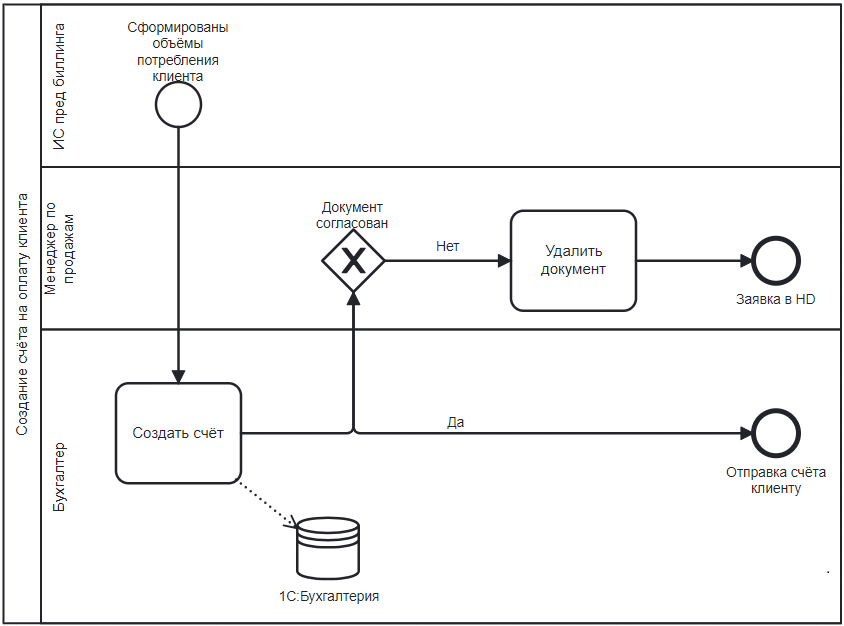 Создание счёта на оплату клиента
ИС пред биллинга
Сформированы
объёмы
потребления
клиента
Менеджер по
продажам
Документ
согласован
X
Нет
Удалить
документ
Заявка в HD
Бухгалтер
Создать счёт
Да
Отправка счёта
клиенту
1С:Бухгалтерия
.